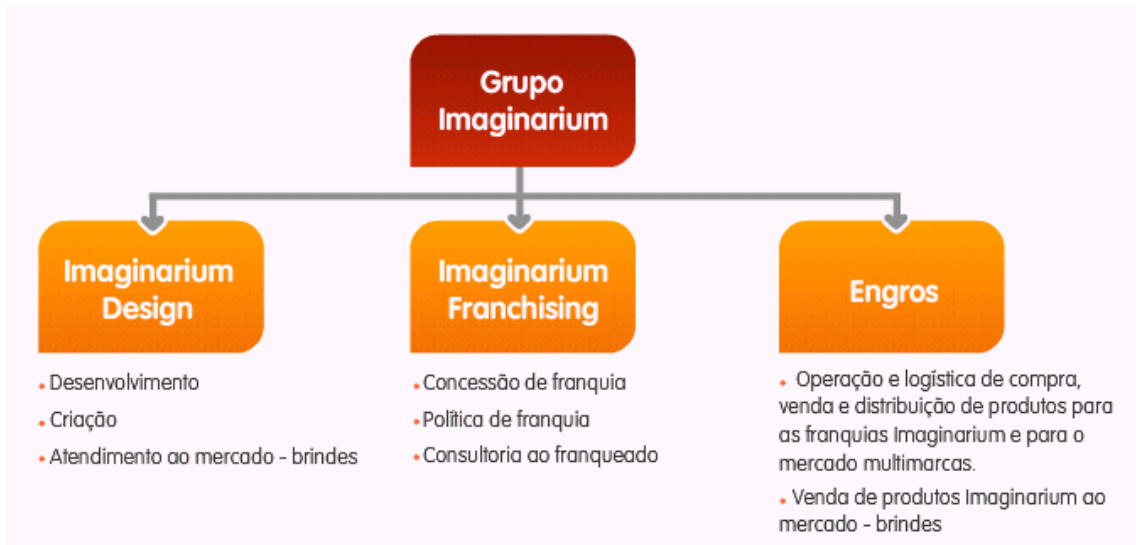 Grupo
Imaginarium
Imaginarium
Design
• Desenvolvimento
• Criação
• Atendimento ao mercado - brindes
Imaginarium
Franchising
• Concessão de franquia
• Política de franquia
• Consultoria ao franqueado
Engros
• Operação e logística de compra,
venda e distribuição de produtos para
as franquias Imaginarium e para o
mercado multimarcas.
• Venda de produtos Imaginarium ao
mercado - brindes